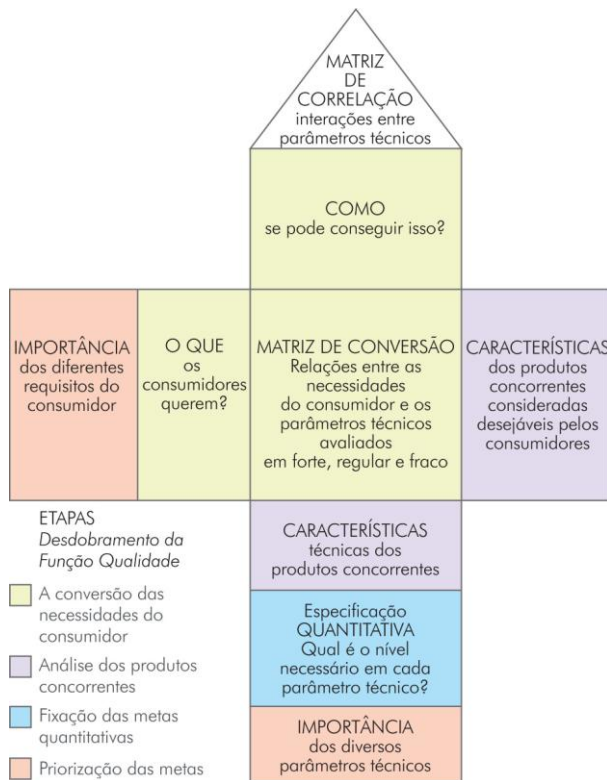 MATRIZ
DE
CORRELAÇÃO
interações entre
parâmetros técnicos
COMO
se pode conseguir isso?
IMPORTÂNCIA
dos diferentes
requisitos do
consumidor
O QUE
os
consumidores
querem?
MATRIZ DE CONVERSÃO
Relações entre as
necessidades
do consumidor e os
parâmetros técnicos
avaliados
em forte, regular e fraco
CARACTERÍSTICAS
dos produtos
concorrentes
consideradas
desejáveis pelos
consumidores
ETAPAS
Desdobramento da
Função Qualidade
A conversão das
necessidades do
consumidor
Análise dos produtos
concorrentes
Fixação das metas
quantitativas
Priorização das metas
CARACTERÍSTICAS
técnicas dos
produtos concorrentes
Especificação
QUANTITATIVA
Qual é o nível
necessário em cada
parâmetro técnico?
IMPORTÂNCIA
dos diversos
parâmetros técnicos